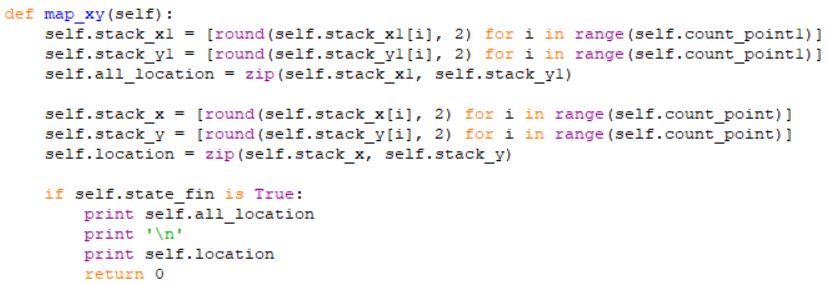 def map_xy(self):
    self.stack_x1 = [round(self.stack_x1[i], 2) for i in range(self.count_point1)]
    self.stack_y1 = [round(self.stack_y1[i], 2) for i in range(self.count_point1)]
    self.all_location = zip(self.stack_x1, self.stack_y1)

    self.stack_x = [round(self.stack_x[i], 2) for i in range(self.count_point)]
    self.stack_y = [round(self.stack_y[i], 2) for i in range(self.count_point)]
    self.location = zip(self.stack_x, self.stack_y)

    if self.state_fin is True:
        print self.all_location
        print '\n'
        print self.location
        return 0